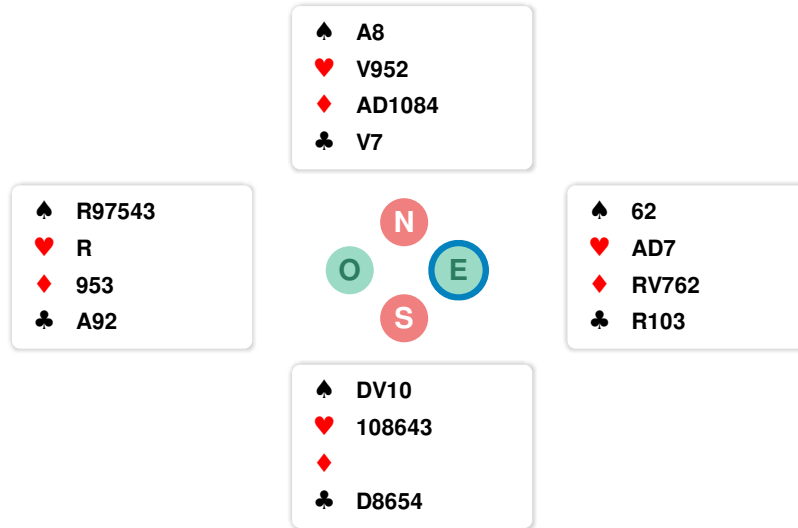 ♠ A8
♥ V952
♦ AD1084
♣ V7
♠ R97543
♥ R
♦ 953
♣ A92
N
O
E
S
♠ 62
♥ AD7
♦ RV762
♣ R103
♠ DV10
♥ 108643
♦
♣ D8654